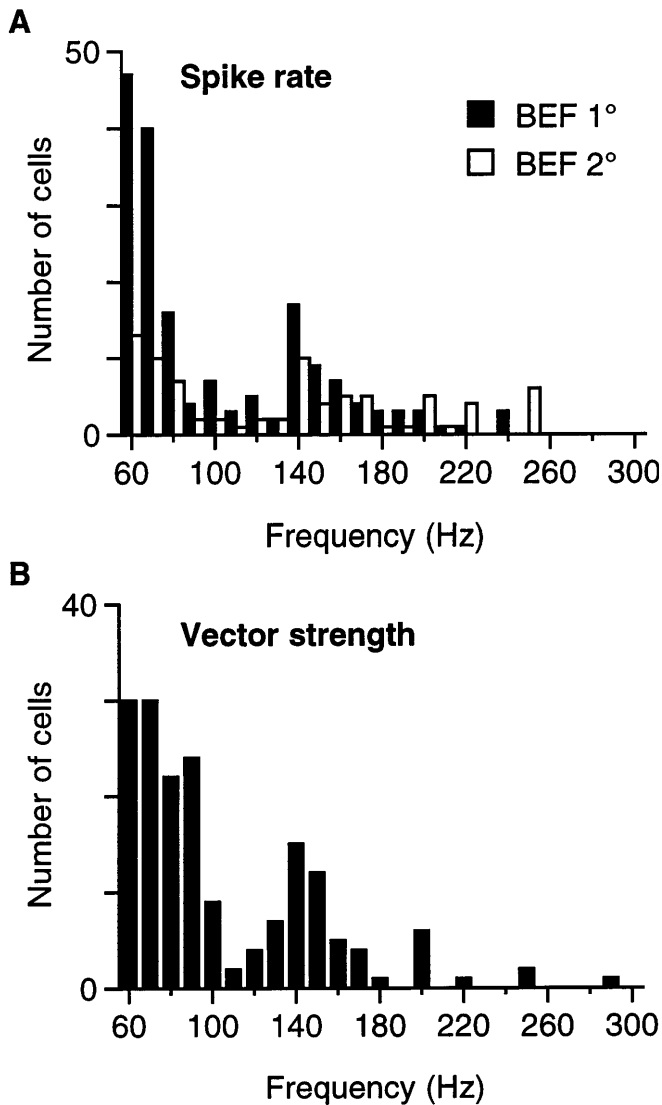 A
50
Spike rate
BEF 1°
BEF 2°
Number of cells
0
60 100 140 180 220 260 300
Frequency (Hz)
B
40
Vector strength
Number of cells
0
60 100 140 180 220 260 300
Frequency (Hz)